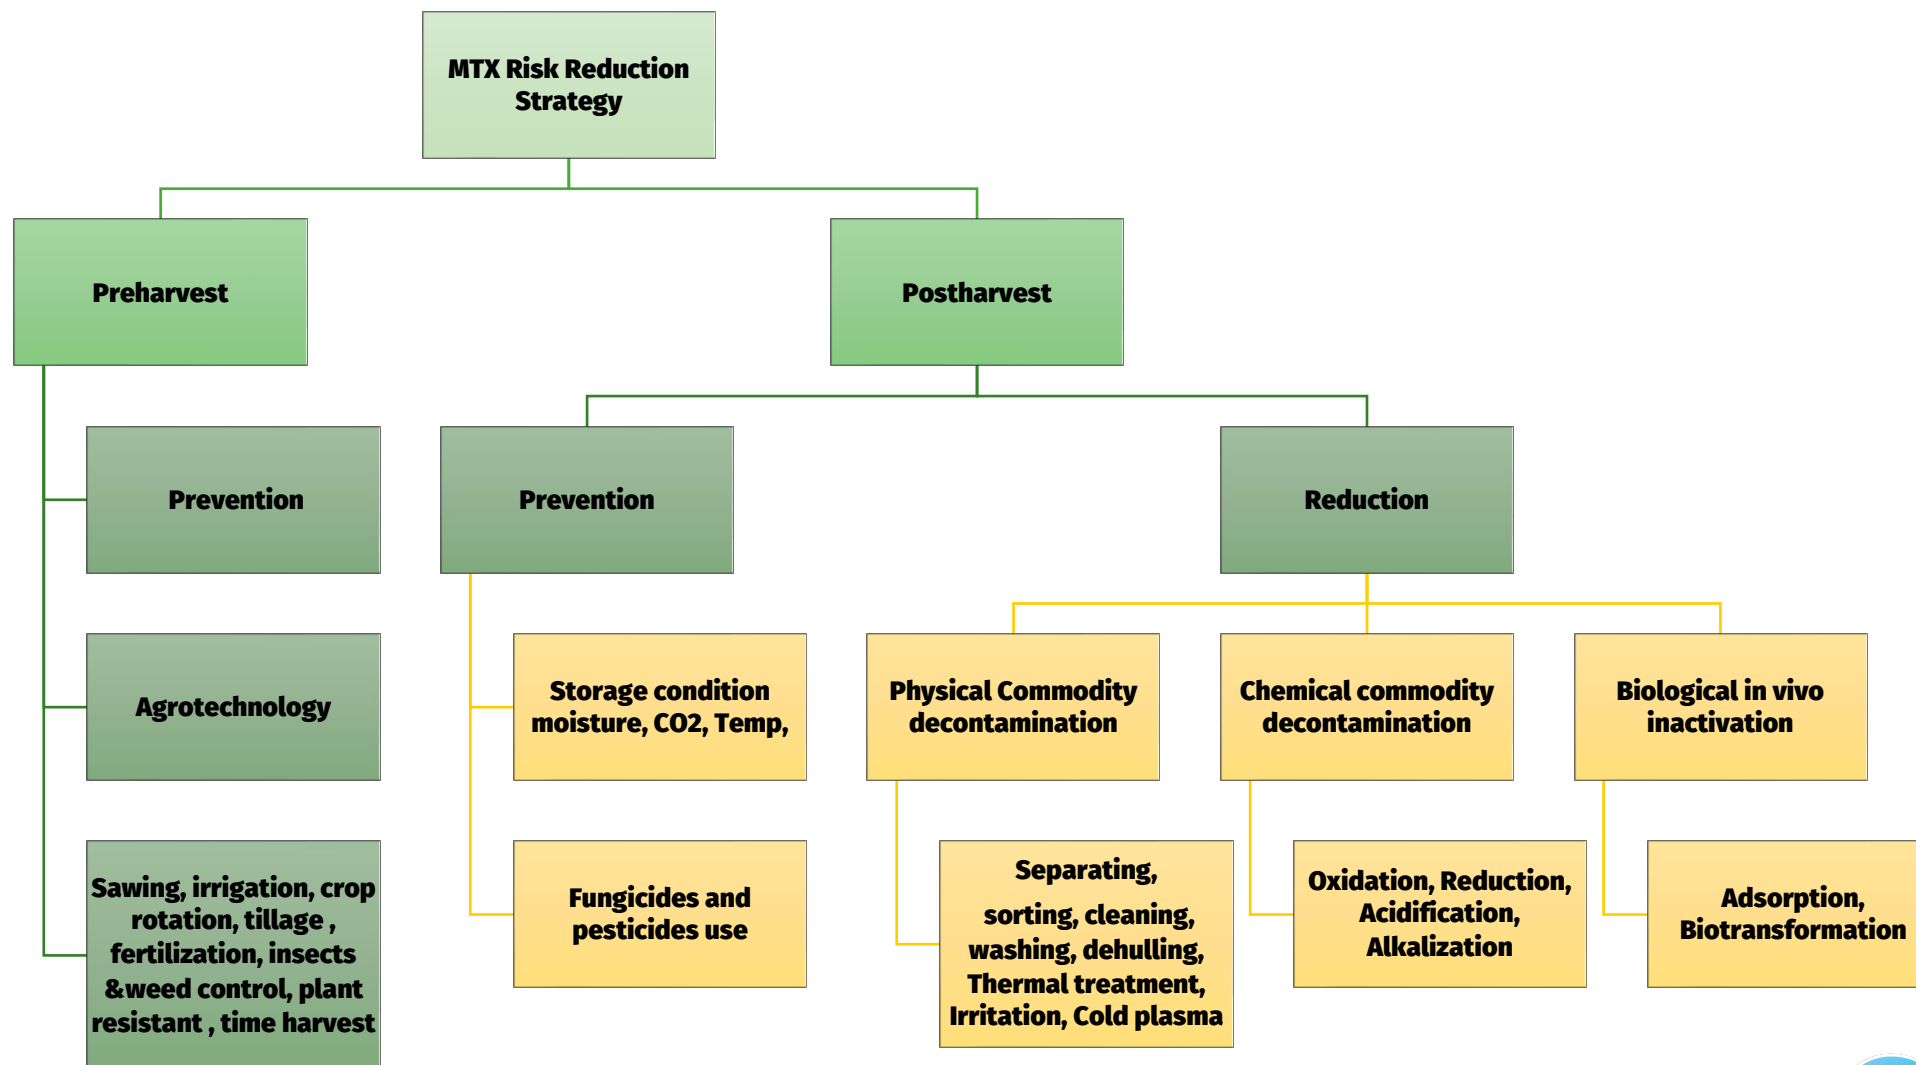 MTX Risk Reduction
Strategy
Preharvest
Postharvest
Prevention
Prevention
Reduction
Agrotechnology
Storage condition
moisture, CO2, Temp,
Physical Commodity
decontamination
Chemical commodity
decontamination
Biological in vivo
inactivation
Sawing, irrigation, crop
rotation, tillage ,
fertilization, insects
&weed control, plant
resistant , time harvest
Fungicides and
pesticides use
Separating,
sorting, cleaning,
washing, dehulling,
Thermal treatment,
Irritation, Cold plasma
Oxidation, Reduction,
Acidification,
Alkalization
Adsorption,
Biotransformation